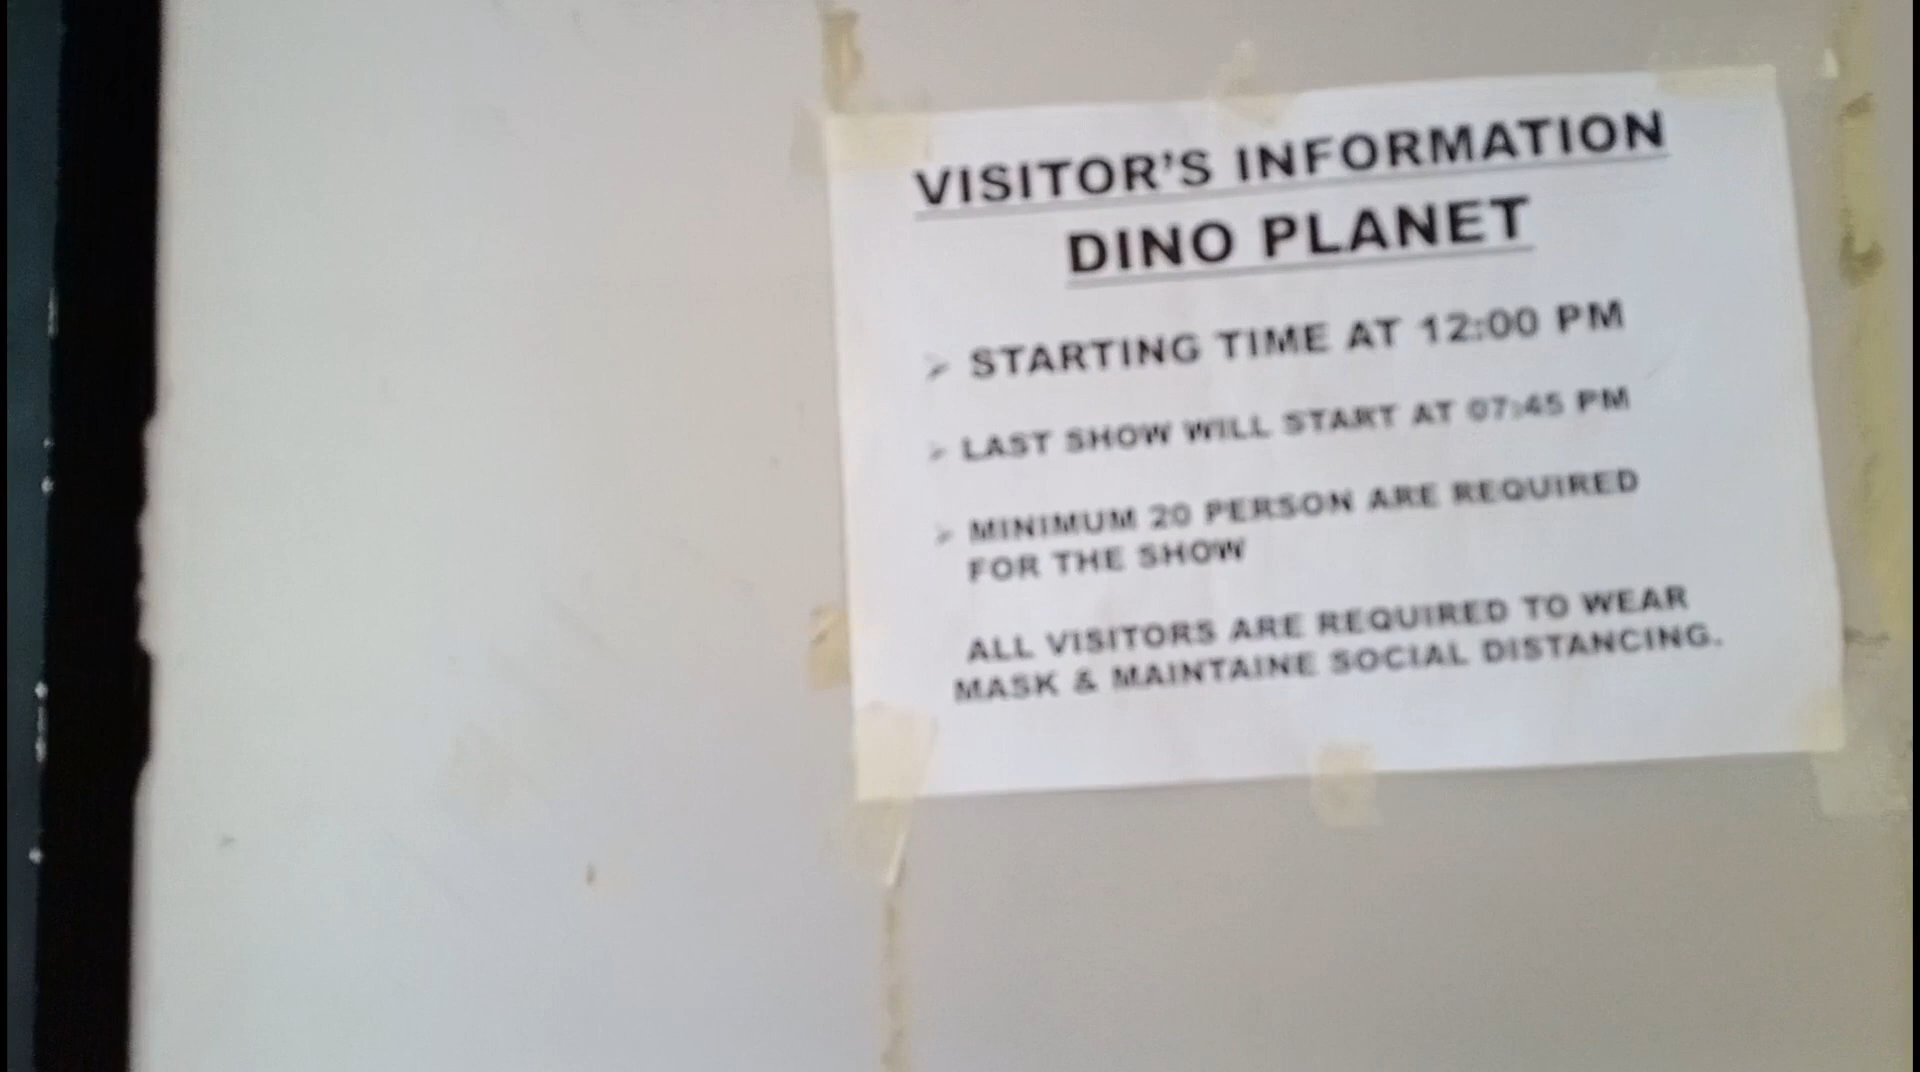 VISITOR'S INFORMATION
DINO PLANET
➢ STARTING TIME AT 12:00 PM
➢ LAST SHOW WILL START AT 07:45 PM
➢ MINIMUM 20 PERSON ARE REQUIRED
FOR THE SHOW
ALL VISITORS ARE REQUIRED TO WEAR
MASK & MAINTAINE SOCIAL DISTANCING.